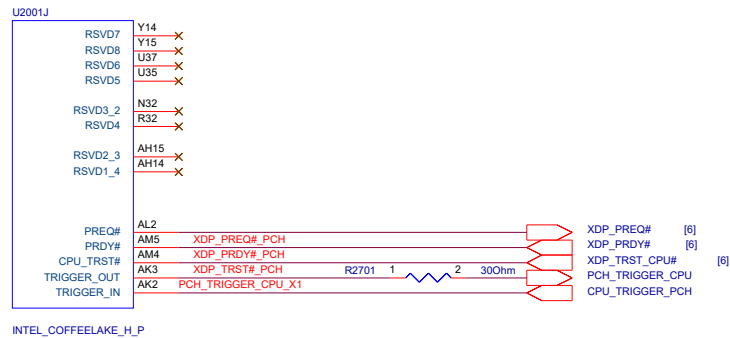 U2001J
RSVD7 Y14
RSVD8 Y15
RSVD6 U37
RSVD5 U35
RSVD3_2 N32
RSVD4 R32
RSVD2_3 AH15
RSVD1_4 AH14
PREQ# AL2 XDP_PREQ# [6]
PRDY# AM5 XDP_PREQ#_PCH XDP_PRDY# [6]
CPU_TRST# AM4 XDP_PRDY#_PCH XDP_TRST_CPU# [6]
TRIGGER_OUT AK3 XDP_TRST#_PCH R2701 1 2 30Ohm PCH_TRIGGER_CPU
TRIGGER_IN AK2 PCH_TRIGGER_CPU_X1 CPU_TRIGGER_PCH
INTEL_COFFEELAKE_H_P